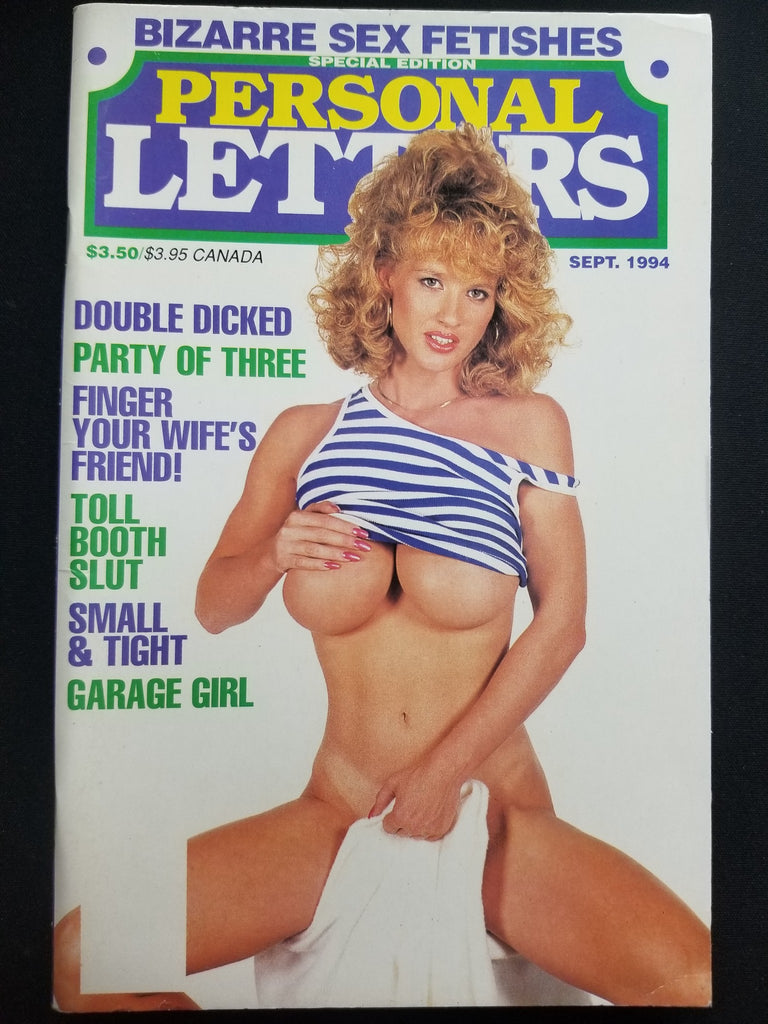 BIZARRE SEX FETISHES
SPECIAL EDITION
PERSONAL
LETTERS
$3.50/$3.95 CANADA
SEPT. 1994
DOUBLE DICKED
PARTY OF THREE
FINGER
YOUR WIFE'S
FRIEND!
TOLL
BOOTH
SLUT
SMALL
& TIGHT
GARAGE GIRL